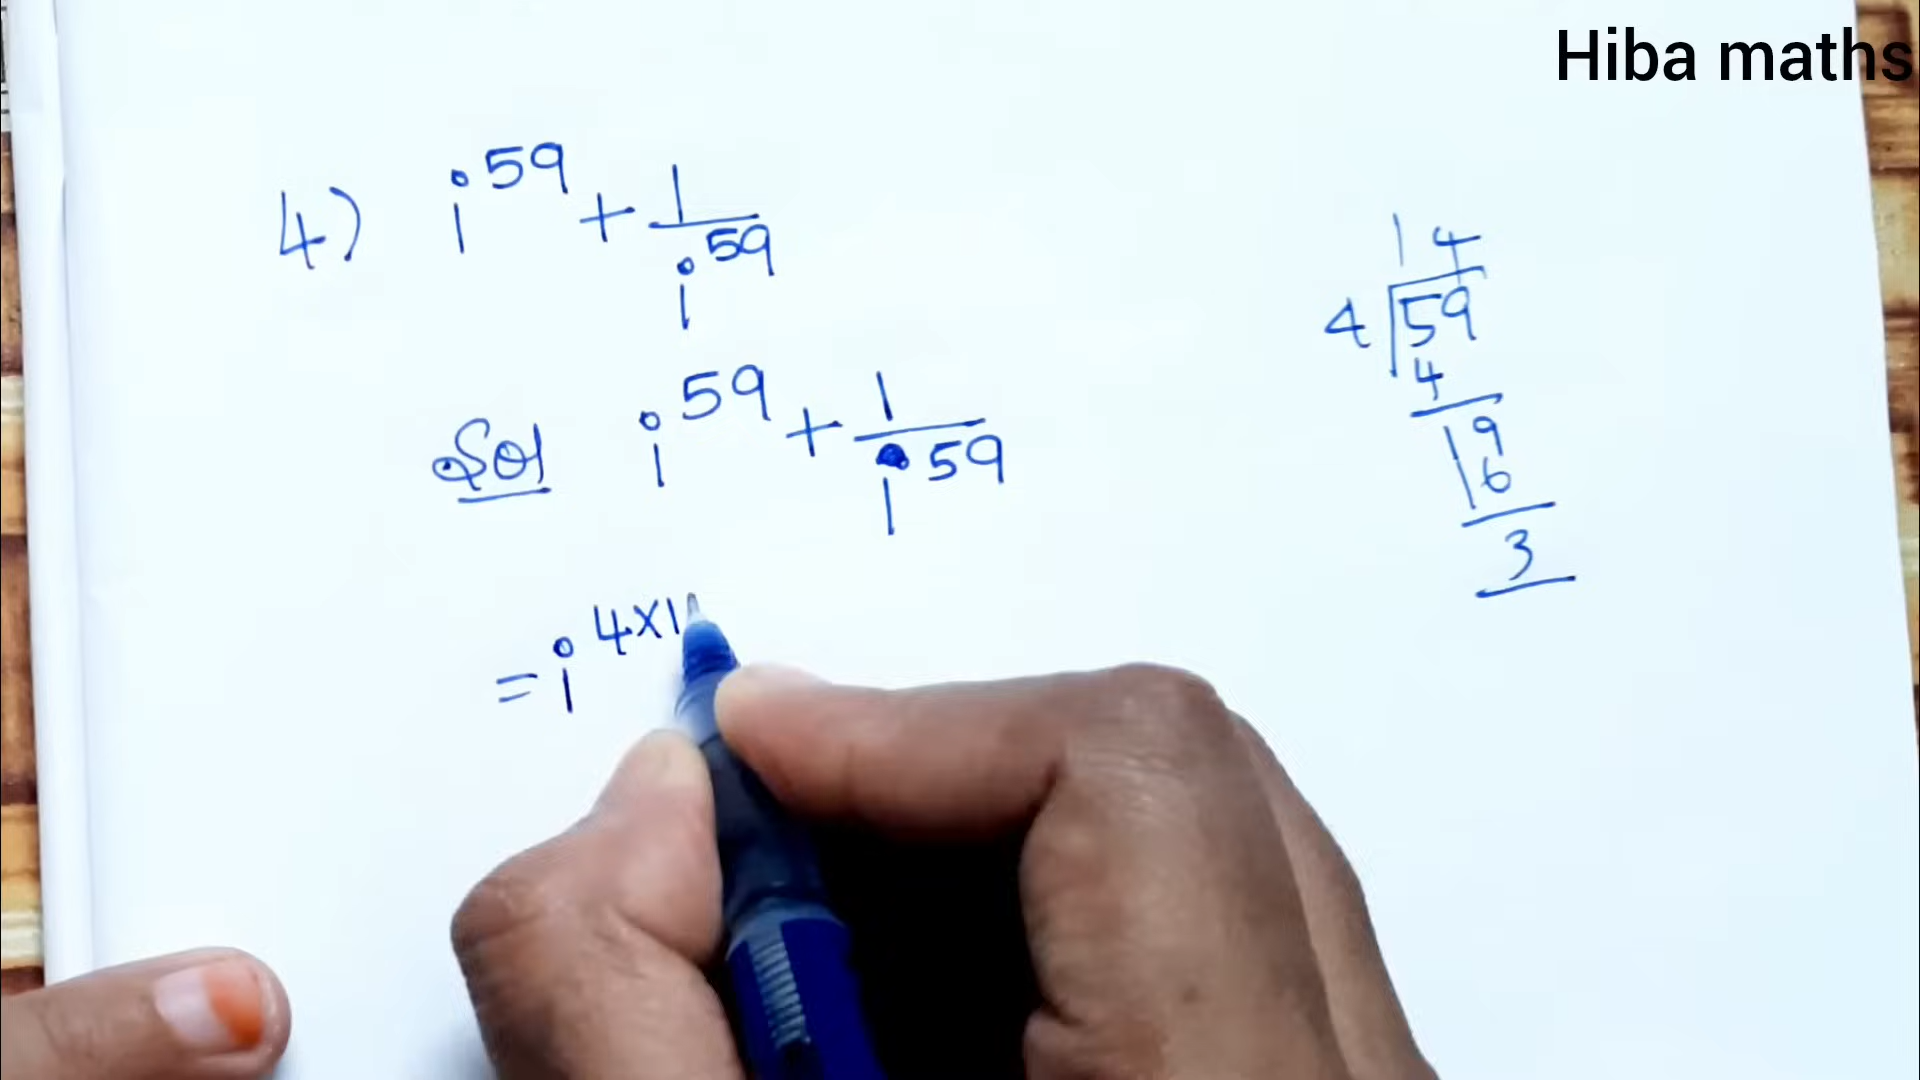 Hiba maths
4) i^59 + 1/i^59
Sol i^59 + 1/i^59
= i^4×1
14
4 59
4
19
16
3